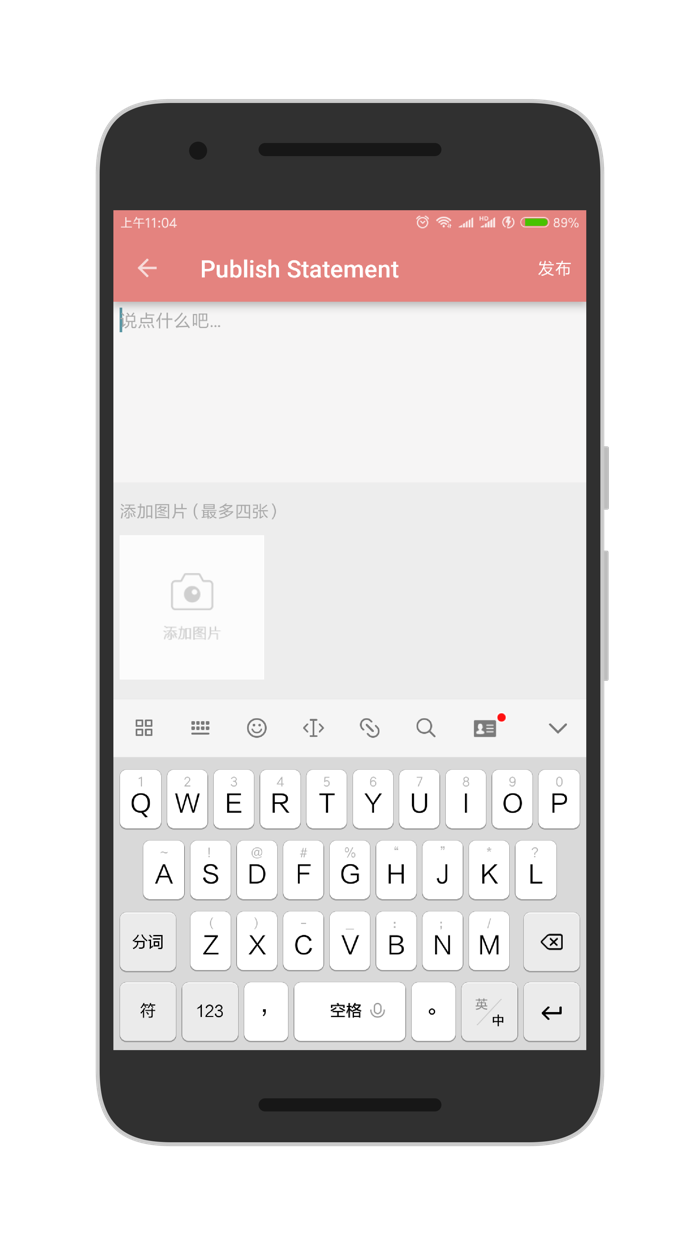 上午11:04 HD 89%
Publish Statement 发布
说点什么吧...
添加图片（最多四张）
添加图片
1 2 3 4 5 6 7 8 9 0
Q W E R T Y U I O P
~ ! @ # % “ ” * ?
A S D F G H J K L
( ) - _ : ; /
分词 Z X C V B N M
符 123 ， 空格 。 英/中